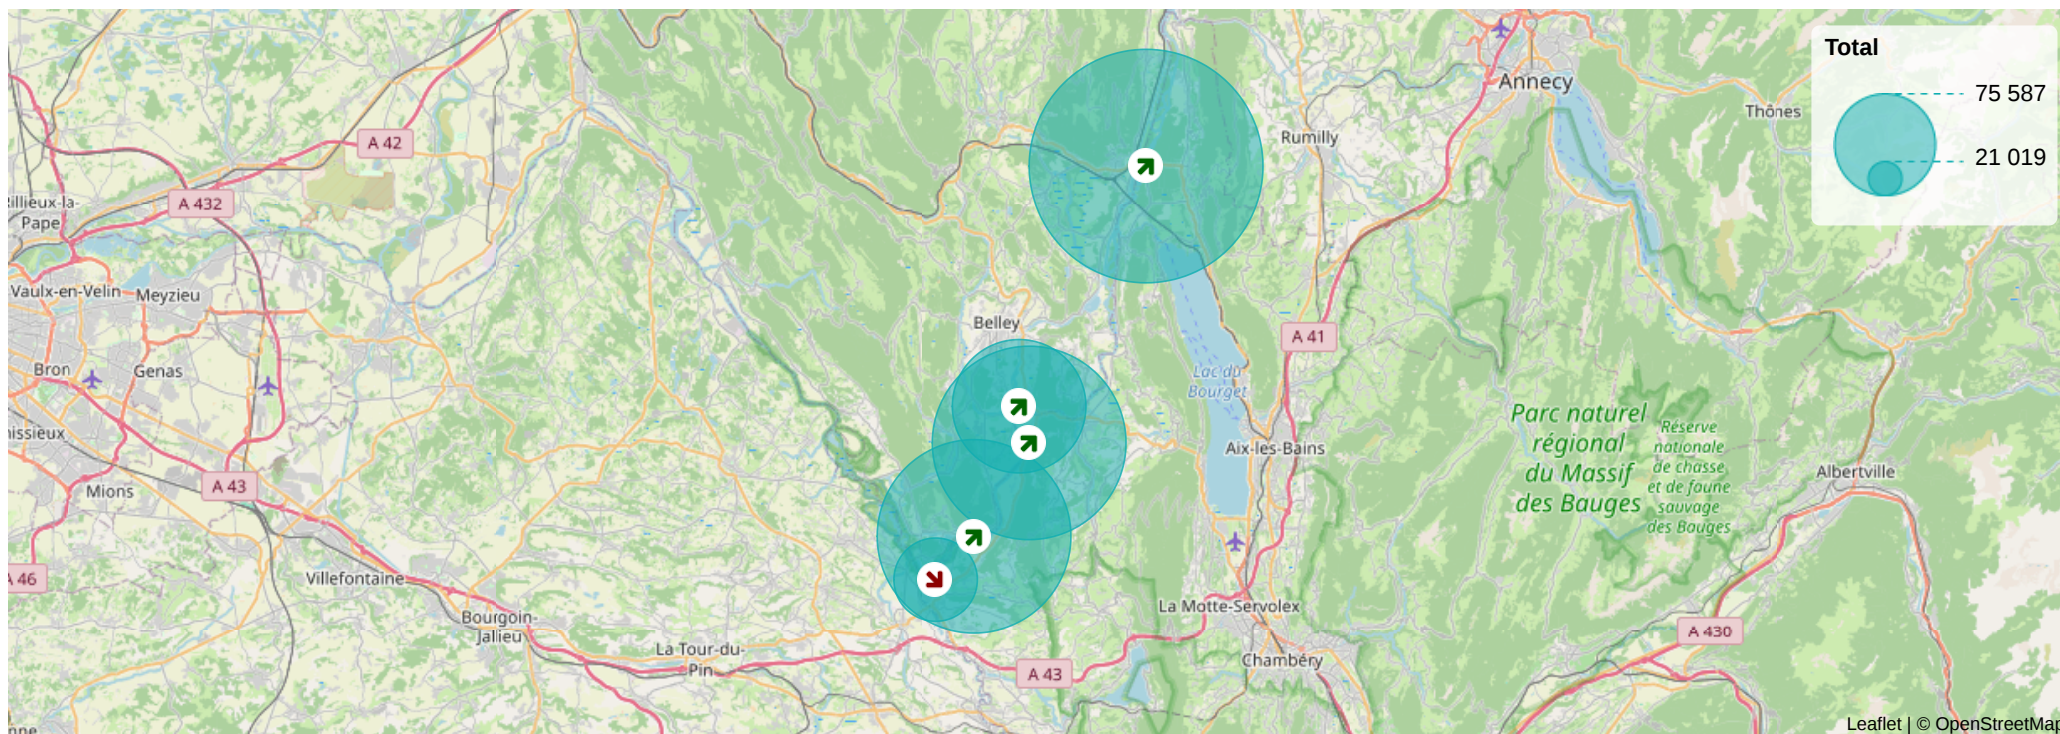 Total
75 587
21 019
Annecy
Thônes
Rumilly
A 42
A 432
Pape
Vaulx-en-Velin
Meyzieu
Belley
A 41
Bron
Genas
Lac du
Bourget
Parc naturel
régional
du Massif
des Bauges
Réserve
nationale
de chasse
et de faune
sauvage
des Bauges
Aix-les-Bains
Albertville
A 43
Mions
A 46
Villefontaine
Bourgoin-
Jallieu
La Motte-Servolex
La Tour-du-
Pin
A 43
Chambéry
A 430
Leaflet | © OpenStreetMap